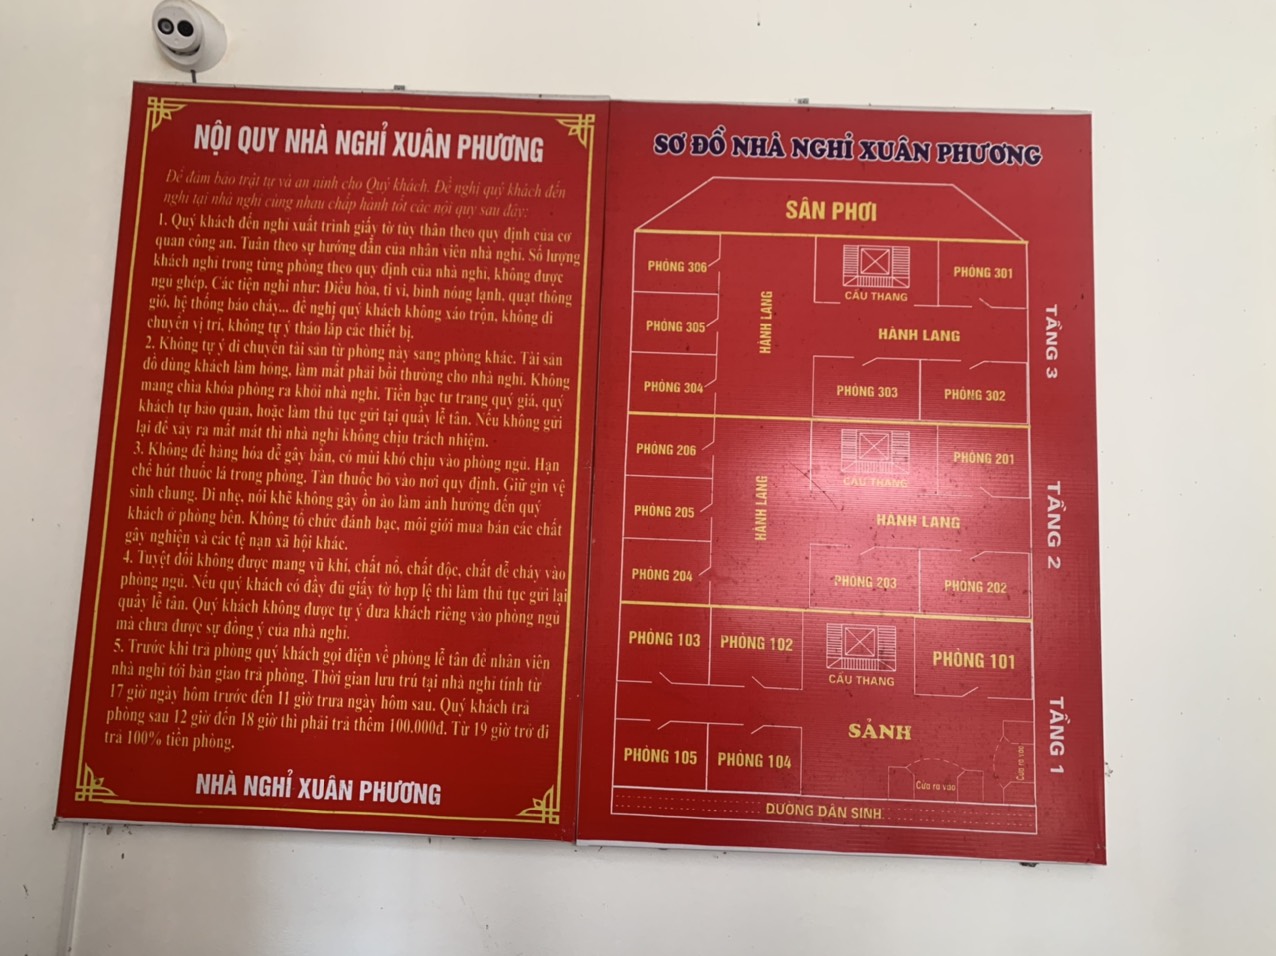 NỘI QUY NHÀ NGHỈ XUÂN PHƯƠNG
Để đảm bảo trật tự và an ninh cho Quý khách. Đề nghị quý khách đến
nghỉ tại nhà nghỉ cùng nhau chấp hành tốt các nội quy sau đây:
1. Quý khách đến nghỉ xuất trình giấy tờ tùy thân theo quy định của cơ
quan công an. Tuân theo sự hướng dẫn của nhân viên nhà nghỉ. Số lượng
khách nghỉ trong từng phòng theo quy định của nhà nghỉ, không được
ngủ ghép. Các tiện nghi như: Điều hòa, ti vi, bình nóng lạnh, quạt thông
gió, hệ thống báo cháy... đề nghị quý khách không xáo trộn, không di
chuyển vị trí, không tự ý tháo lắp các thiết bị.
2. Không tự ý di chuyển tài sản từ phòng này sang phòng khác. Tài sản
đồ dùng khách làm hỏng, làm mất phải bồi thường cho nhà nghỉ. Không
mang chìa khóa phòng ra khỏi nhà nghỉ. Tiền bạc tư trang quý giá, quý
khách tự bảo quản, hoặc làm thủ tục gửi tại quầy lễ tân. Nếu không gửi
lại để xảy ra mất mát thì nhà nghỉ không chịu trách nhiệm.
3. Không để hàng hóa dễ gây bẩn, có mùi khó chịu vào phòng ngủ. Hạn
chế hút thuốc lá trong phòng. Tàn thuốc bỏ vào nơi quy định. Giữ gìn vệ
sinh chung. Đi nhẹ, nói khẽ không gây ồn ào làm ảnh hưởng đến quý
khách ở phòng bên. Không tổ chức đánh bạc, môi giới mua bán các chất
gây nghiện và các tệ nạn xã hội khác.
4. Tuyệt đối không được mang vũ khí, chất nổ, chất độc, chất dễ cháy vào
phòng ngủ. Nếu quý khách có đầy đủ giấy tờ hợp lệ thì làm thủ tục gửi lại
quầy lễ tân. Quý khách không được tự ý đưa khách riêng vào phòng ngủ
mà chưa được sự đồng ý của nhà nghỉ.
5. Trước khi trả phòng quý khách gọi điện về phòng lễ tân để nhân viên
nhà nghỉ tới bàn giao trả phòng. Thời gian lưu trú tại nhà nghỉ tính từ
17 giờ ngày hôm trước đến 11 giờ trưa ngày hôm sau. Quý khách trả
phòng sau 12 giờ đến 18 giờ thì phải trả thêm 100.000đ. Từ 19 giờ trở đi
trả 100% tiền phòng.
NHÀ NGHỈ XUÂN PHƯƠNG
SƠ ĐỒ NHÀ NGHỈ XUÂN PHƯƠNG
SÂN PHƠI
PHÒNG 306
CẦU THANG
PHÒNG 301
PHÒNG 305
HÀNH LANG
HÀNH LANG
TẦNG 3
PHÒNG 304
PHÒNG 303
PHÒNG 302
PHÒNG 206
CẦU THANG
PHÒNG 201
PHÒNG 205
HÀNH LANG
HÀNH LANG
TẦNG 2
PHÒNG 204
PHÒNG 203
PHÒNG 202
PHÒNG 103
PHÒNG 102
CẦU THANG
PHÒNG 101
SẢNH
TẦNG 1
PHÒNG 105
PHÒNG 104
Cửa ra vào
Cửa ra vào
DƯỜNG DÂN SINH